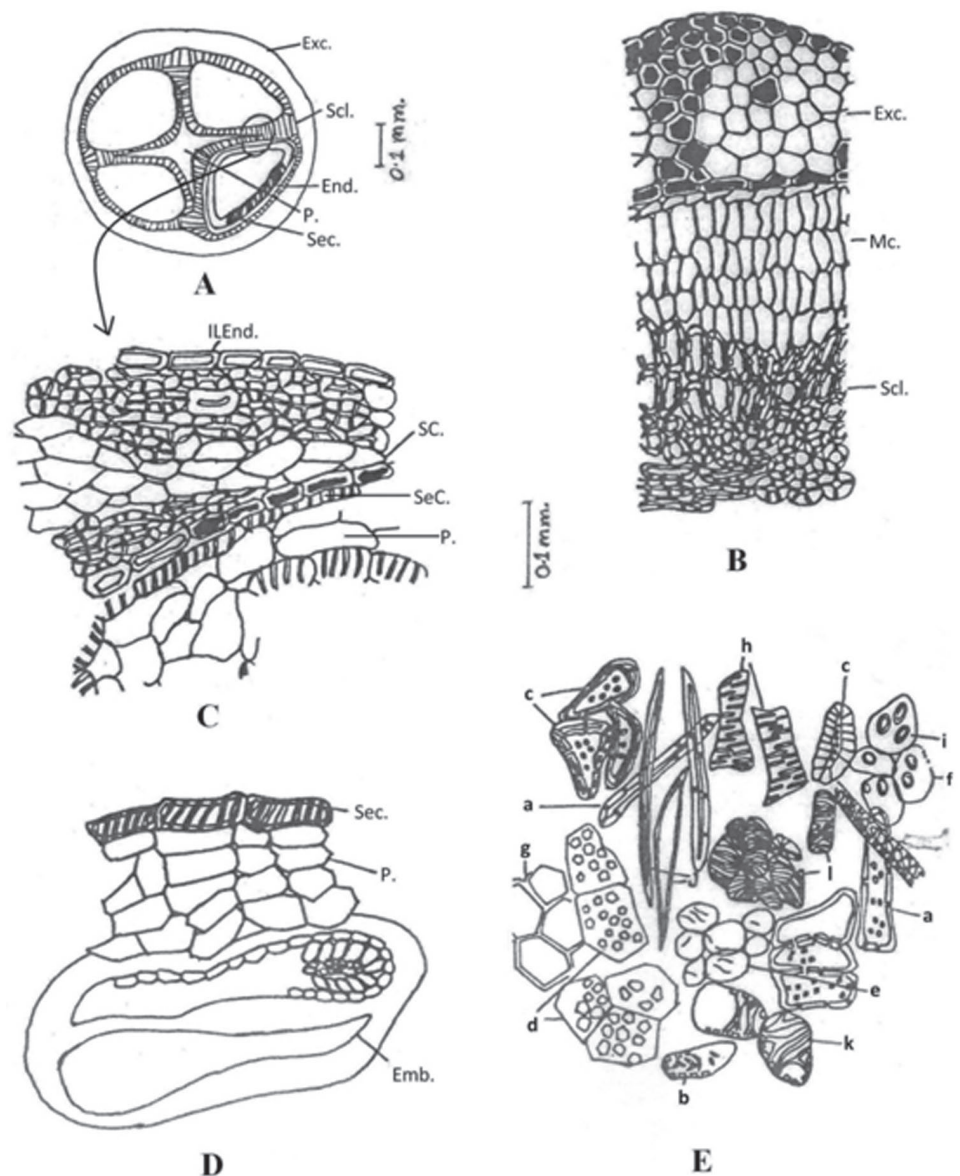 Exc.
Scl.
0.1 mm.
End.
P.
Sec.
A
Exc.
Mc.
Scl.
0.1 mm.
B
ILEnd.
SC.
SeC.
P.
C
Sec.
P.
Emb.
D
h
c
c
i
f
a
g
l
a
d
e
k
b
E